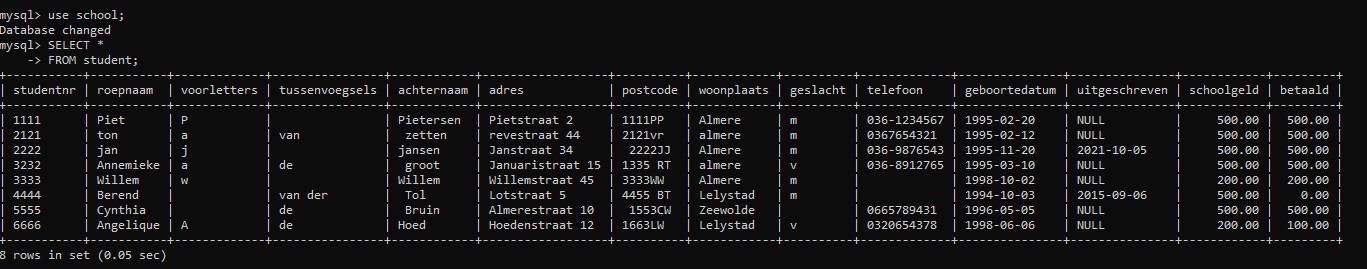 mysql> use school;
Database changed
mysql> SELECT *
    -> FROM student;
+-----------+-----------+-------------+----------------+------------+------------------+----------+------------+----------+-------------+---------------+---------------+------------+---------+
| studentnr | roepnaam  | voorletters | tussenvoegsels | achternaam | adres            | postcode | woonplaats | geslacht | telefoon    | geboortedatum | uitgeschreven | schoolgeld | betaald |
+-----------+-----------+-------------+----------------+------------+------------------+----------+------------+----------+-------------+---------------+---------------+------------+---------+
| 1111      | Piet      | P           |                | Pietersen  | Pietstraat 2     | 1111PP   | Almere     | m        | 036-1234567 | 1995-02-20    | NULL          |     500.00 |  500.00 |
| 2121      | ton       | a           | van            |  zetten    | revestraat 44    | 2121vr   | almere     | m        | 0367654321  | 1995-02-12    | NULL          |     500.00 |  500.00 |
| 2222      | jan       | j           |                | jansen     | Janstraat 34     |  2222JJ  | Almere     | m        | 036-9876543 | 1995-11-20    | 2021-10-05    |     500.00 |  500.00 |
| 3232      | Annemieke | a           | de             |  groot     | Januaristraat 15 | 1335 RT  | almere     | v        | 036-8912765 | 1995-03-10    | NULL          |     500.00 |  500.00 |
| 3333      | Willem    | w           |                | Willem     | Willemstraat 45  | 3333WW   | Almere     | m        |             | 1998-10-02    | NULL          |     200.00 |  200.00 |
| 4444      | Berend    |             | van der        |  Tol       | Lotstraat 5      | 4455 BT  | Lelystad   | m        |             | 1994-10-03    | 2015-09-06    |     500.00 |    0.00 |
| 5555      | Cynthia   |             | de             |  Bruin     | Almerestraat 10  |  1553CW  | Zeewolde   |          | 0665789431  | 1996-05-05    | NULL          |     500.00 |  500.00 |
| 6666      | Angelique | A           | de             | Hoed       | Hoedenstraat 12  | 1663LW   | Lelystad   | v        | 0320654378  | 1998-06-06    | NULL          |     200.00 |  100.00 |
+-----------+-----------+-------------+----------------+------------+------------------+----------+------------+----------+-------------+---------------+---------------+------------+---------+
8 rows in set (0.05 sec)